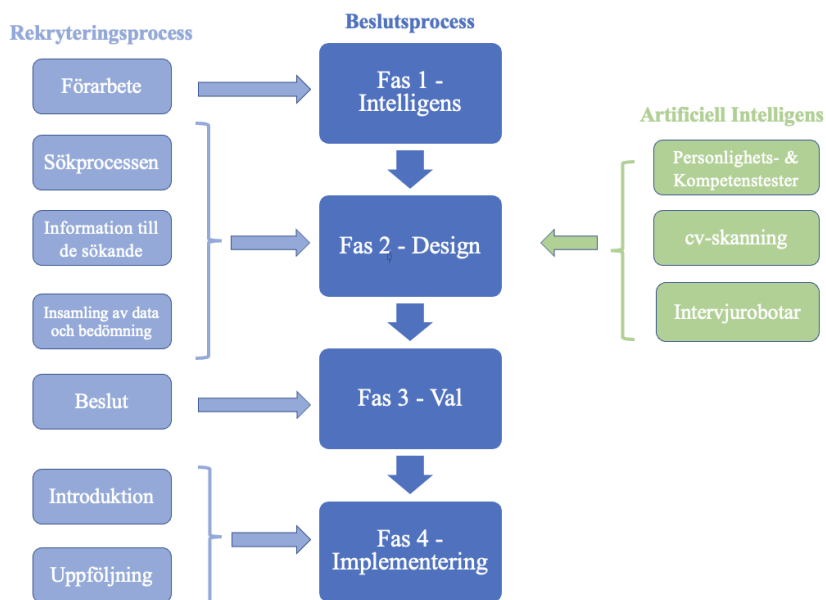 Rekryteringsprocess
Förarbete
Sökprocessen
Information till
de sökande
Insamling av data
och bedömning
Beslut
Introduktion
Uppföljning
Beslutsprocess
Fas 1 -
Intelligens
Fas 2 - Design
Fas 3 - Val
Fas 4 -
Implementering
Artificiell Intelligens
Personlighets- &
Kompetenstester
cv-skanning
Intervjurobotar